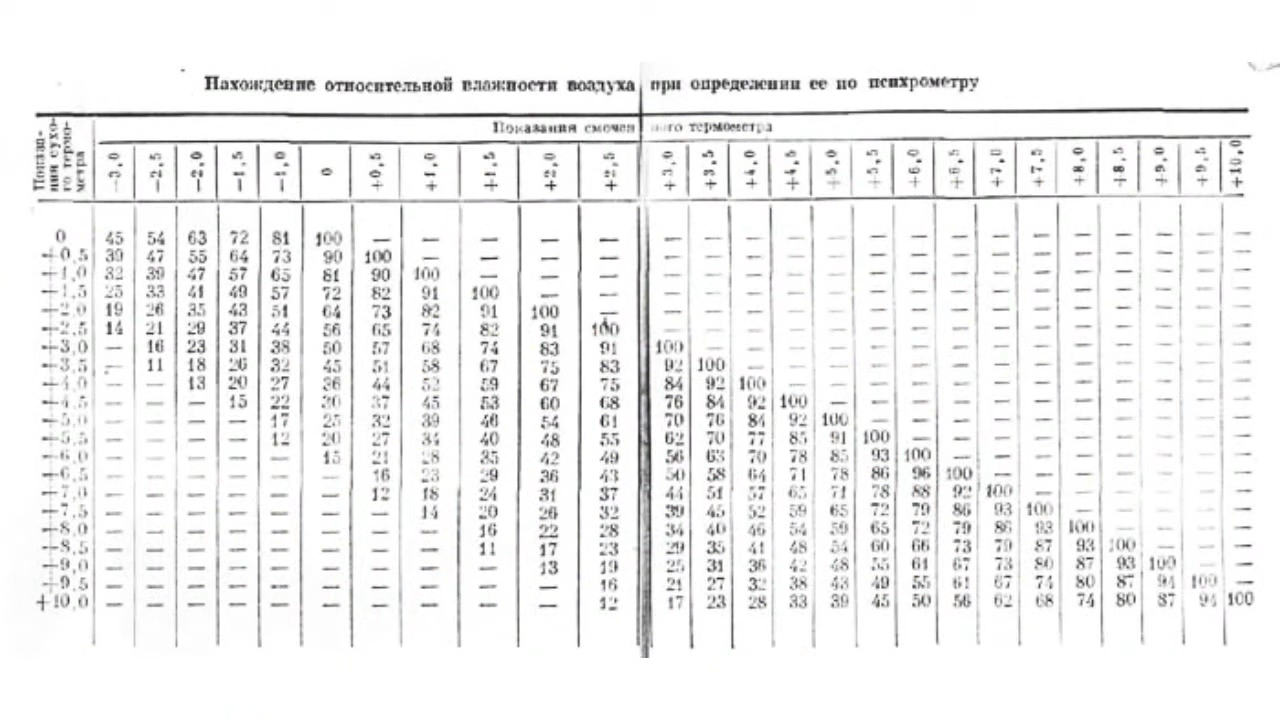 Нахождение относительной влажности воздуха при определении ее по психрометру
Показания сухого термометра
Показания смоченного термометра
−3,0 −2,5 −2,0 −1,5 −1,0 0 +0,5 +1,0 +1,5 +2,0 +2,5 +3,0 +3,5 +4,0 +4,5 +5,0 +5,5 +6,0 +6,5 +7,0 +7,5 +8,0 +8,5 +9,0 +9,5 +10,0
0 45 54 63 72 81 100 — — — — — — — — — — — — — — — — — — — —
+0,5 39 47 55 64 73 90 100 — — — — — — — — — — — — — — — — — — —
+1,0 32 39 47 57 65 81 90 100 — — — — — — — — — — — — — — — — — —
+1,5 25 33 41 49 57 72 82 91 100 — — — — — — — — — — — — — — — — —
+2,0 19 26 35 43 51 64 73 82 91 100 — — — — — — — — — — — — — — — —
+2,5 14 21 29 37 44 56 65 74 82 91 100 — — — — — — — — — — — — — — —
+3,0 — 16 23 31 38 50 57 68 74 83 91 100 — — — — — — — — — — — — — —
+3,5 — 11 18 26 32 45 51 58 67 75 83 92 100 — — — — — — — — — — — — —
+4,0 — — 13 20 27 36 44 52 59 67 75 84 92 100 — — — — — — — — — — — —
+4,5 — — — 15 22 30 37 45 53 60 68 76 84 92 100 — — — — — — — — — — —
+5,0 — — — — 17 25 32 39 46 54 61 70 76 84 92 100 — — — — — — — — — —
+5,5 — — — — 12 20 27 34 40 48 55 62 70 77 85 91 100 — — — — — — — — —
+6,0 — — — — — 15 21 28 35 42 49 56 63 70 78 85 93 100 — — — — — — — —
+6,5 — — — — — — 16 23 29 36 43 50 58 64 71 78 86 96 100 — — — — — — —
+7,0 — — — — — — 12 18 24 31 37 44 51 57 65 71 78 88 92 100 — — — — — —
+7,5 — — — — — — — 14 20 26 32 39 45 52 59 65 72 79 86 93 100 — — — — —
+8,0 — — — — — — — — 16 22 28 34 40 46 54 59 65 72 79 86 93 100 — — — —
+8,5 — — — — — — — — 11 17 23 29 35 41 48 54 60 66 73 79 87 93 100 — — —
+9,0 — — — — — — — — — 13 19 25 31 36 42 48 55 61 67 73 80 87 93 100 — —
+9,5 — — — — — — — — — — 16 21 27 32 38 43 49 55 61 67 74 80 87 94 100 —
+10,0 — — — — — — — — — — 12 17 23 28 33 39 45 50 56 62 68 74 80 87 94 100